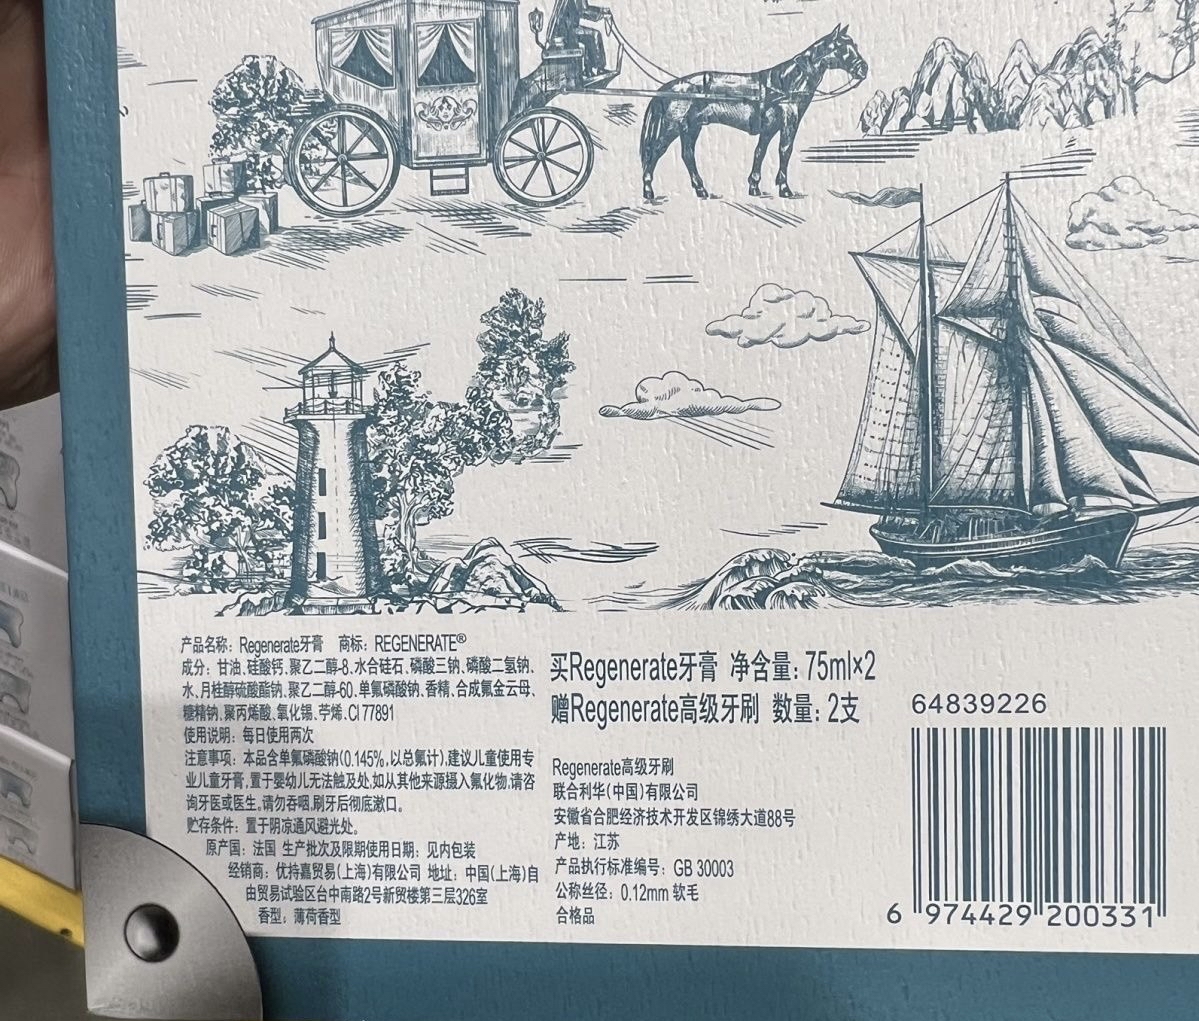 产品名称：Regenerate牙膏 商标：REGENERATE®
成分：甘油、硅酸钙、聚乙二醇-8、水合硅石、磷酸三钠、磷酸二氢钠、
水、月桂醇硫酸酯钠、聚乙二醇-60、单氟磷酸钠、香精、合成氟金云母、
糖精钠、聚丙烯酸、氧化锡、苧烯、CI 77891
使用说明：每日使用两次
注意事项：本品含单氟磷酸钠(0.145%，以总氟计)，建议儿童使用专
业儿童牙膏，置于婴幼儿无法触及处，如从其他来源摄入氟化物，请咨
询牙医或医生。请勿吞咽，刷牙后彻底漱口。
贮存条件：置于阴凉通风避光处。
原产国：法国 生产批次及限期使用日期：见内包装
经销商：优持嘉贸易(上海)有限公司 地址：中国(上海)自
由贸易试验区台中南路2号新贸楼第三层326室
香型：薄荷香型
买Regenerate牙膏 净含量：75ml×2
赠Regenerate高级牙刷 数量：2支
Regenerate高级牙刷
联合利华(中国)有限公司
安徽省合肥经济技术开发区锦绣大道88号
产地：江苏
产品执行标准编号：GB 30003
公称丝径：0.12mm 软毛
合格品
64839226
6 974429 200331